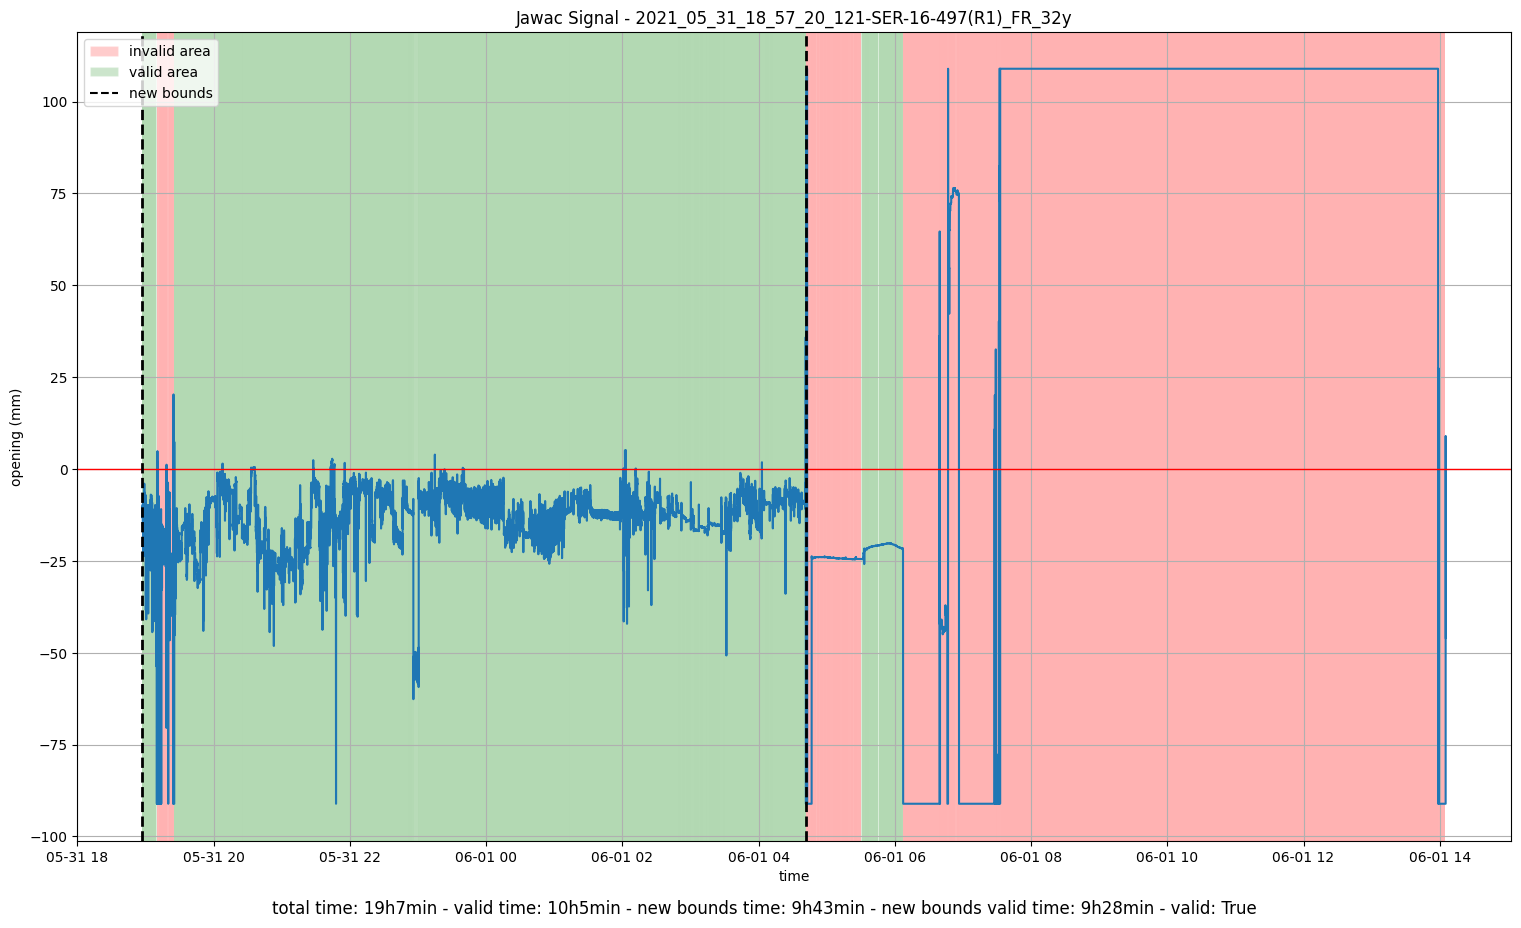 Jawac Signal - 2021_05_31_18_57_20_121-SER-16-497(R1)_FR_32y
invalid area
valid area
new bounds
100
75
50
25
0
−25
−50
−75
−100
opening (mm)
05-31 18 05-31 20 05-31 22 06-01 00 06-01 02 06-01 04 06-01 06 06-01 08 06-01 10 06-01 12 06-01 14
time
total time: 19h7min - valid time: 10h5min - new bounds time: 9h43min - new bounds valid time: 9h28min - valid: True